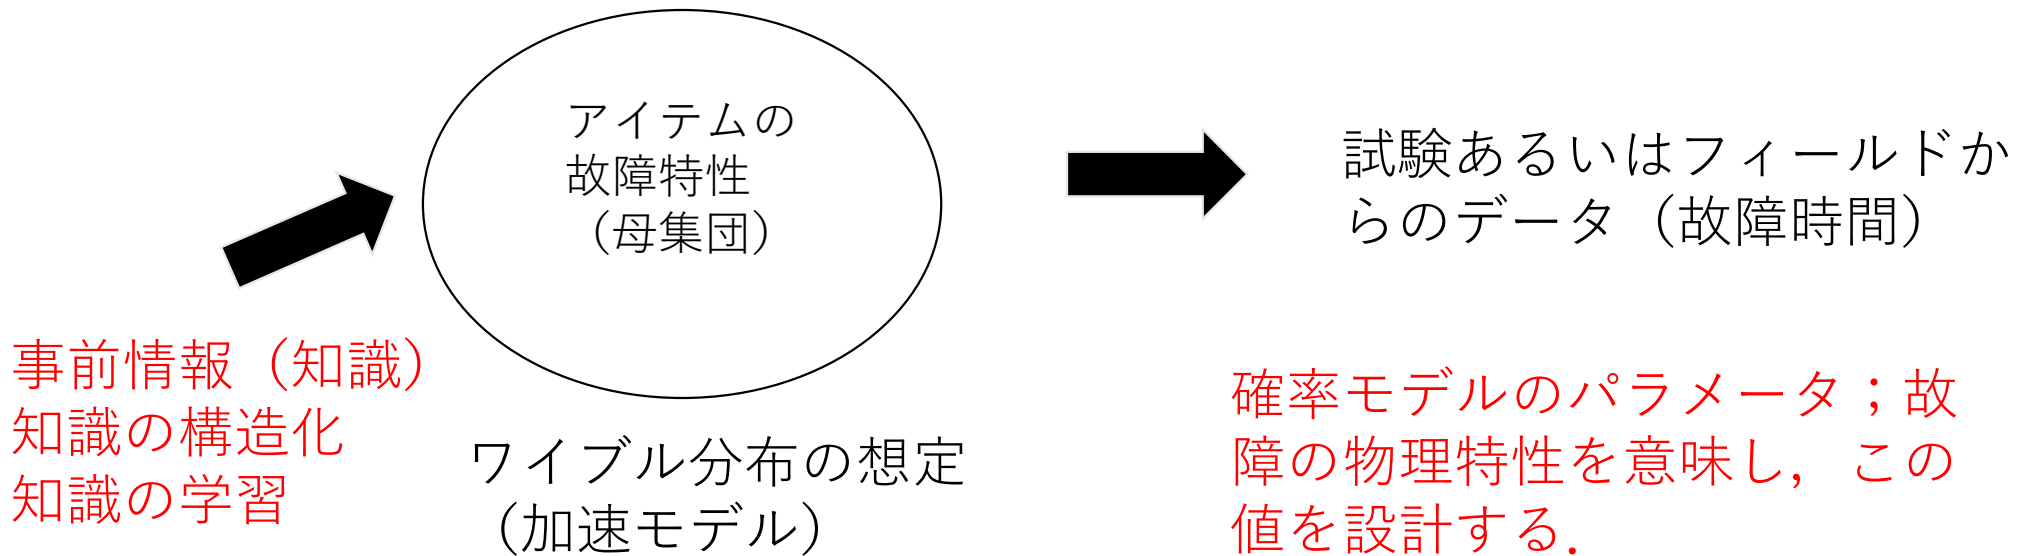 アイテムの
故障特性
（母集団）
試験あるいはフィールドか
らのデータ（故障時間）
事前情報（知識）
知識の構造化
知識の学習
ワイブル分布の想定
（加速モデル）
確率モデルのパラメータ；故
障の物理特性を意味し，この
値を設計する．